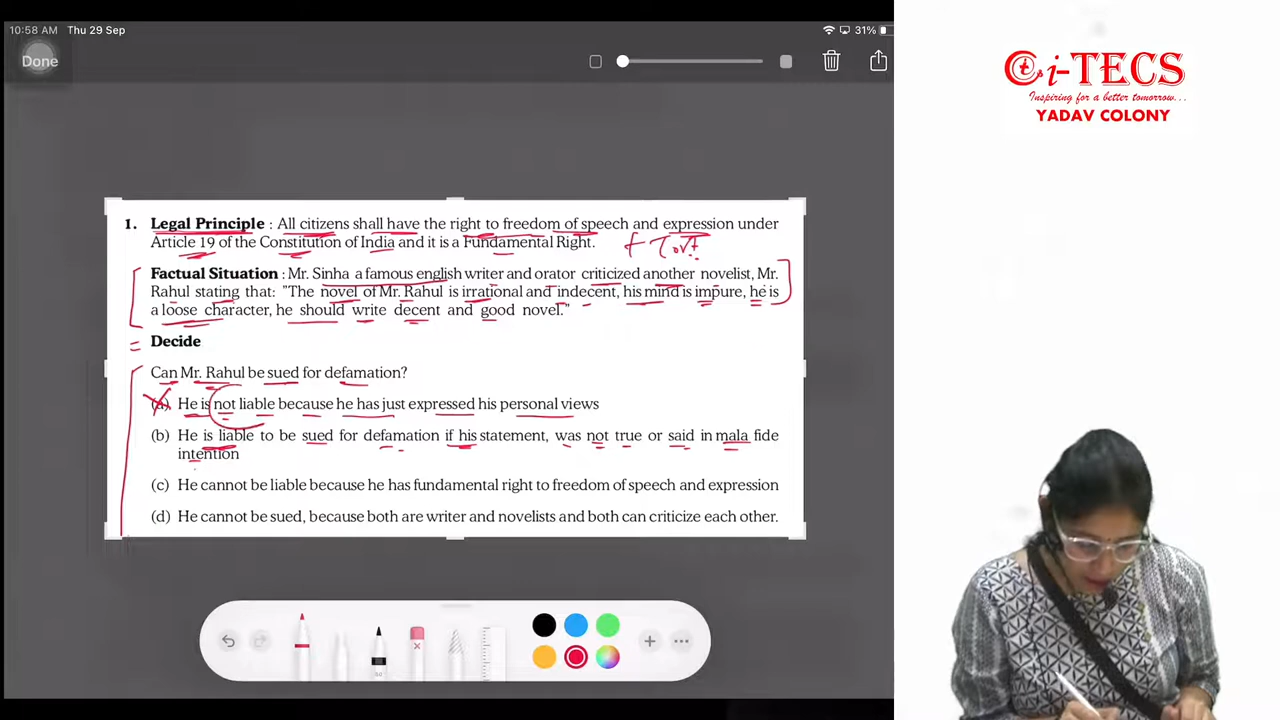 10:58 AM Thu 29 Sep
31%
Done
i-TECS
Inspiring for a better tomorrow...
YADAV COLONY
1. Legal Principle : All citizens shall have the right to freedom of speech and expression under
Article 19 of the Constitution of India and it is a Fundamental Right.
+ Tort
Factual Situation : Mr. Sinha a famous english writer and orator criticized another novelist, Mr.
Rahul stating that: "The novel of Mr. Rahul is irrational and indecent, his mind is impure, he is
a loose character, he should write decent and good novel."
= Decide
Can Mr. Rahul be sued for defamation?
(a) He is not liable because he has just expressed his personal views
(b) He is liable to be sued for defamation if his statement, was not true or said in mala fide
intention
(c) He cannot be liable because he has fundamental right to freedom of speech and expression
(d) He cannot be sued, because both are writer and novelists and both can criticize each other.